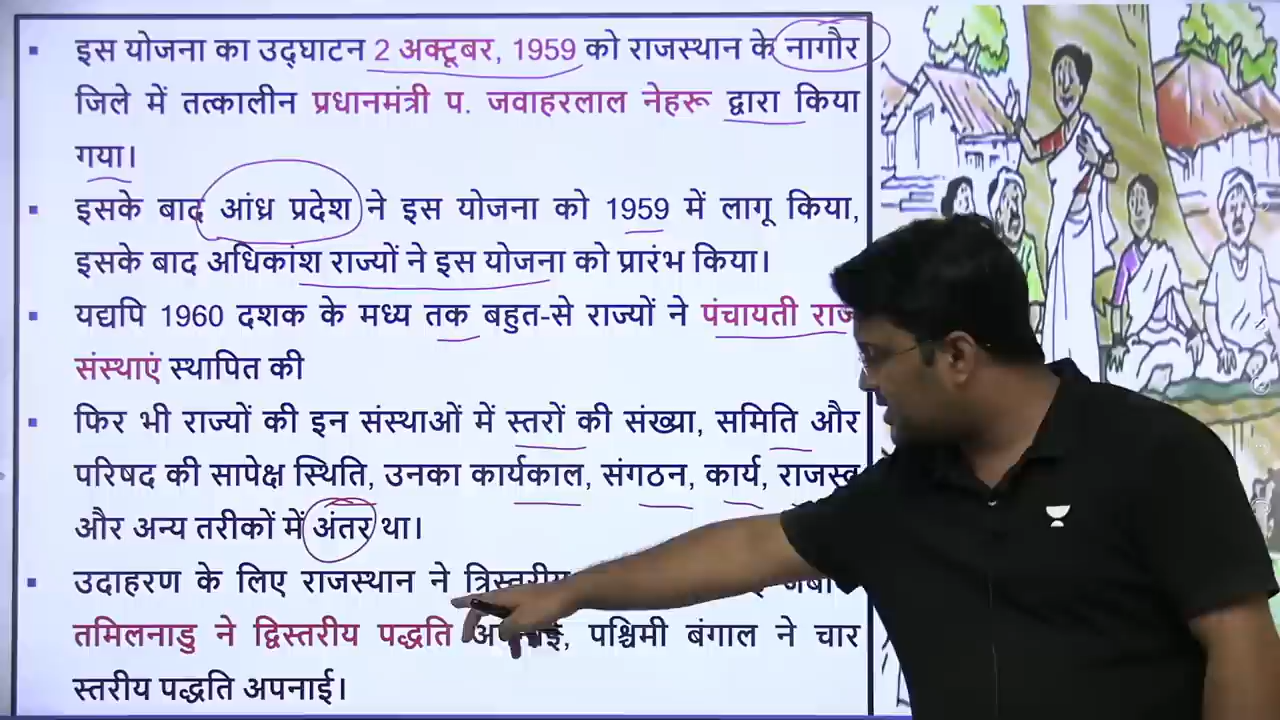 इस योजना का उद्घाटन 2 अक्टूबर, 1959 को राजस्थान के नागौर
जिले में तत्कालीन प्रधानमंत्री प. जवाहरलाल नेहरू द्वारा किया
गया।
इसके बाद आंध्र प्रदेश ने इस योजना को 1959 में लागू किया,
इसके बाद अधिकांश राज्यों ने इस योजना को प्रारंभ किया।
यद्यपि 1960 दशक के मध्य तक बहुत-से राज्यों ने पंचायती राज
संस्थाएं स्थापित की
फिर भी राज्यों की इन संस्थाओं में स्तरों की संख्या, समिति और
परिषद की सापेक्ष स्थिति, उनका कार्यकाल, संगठन, कार्य, राजस्व
और अन्य तरीकों में अंतर था।
उदाहरण के लिए राजस्थान ने त्रिस्तरीय
तमिलनाडु ने द्विस्तरीय पद्धति अपनाई, पश्चिमी बंगाल ने चार
स्तरीय पद्धति अपनाई।